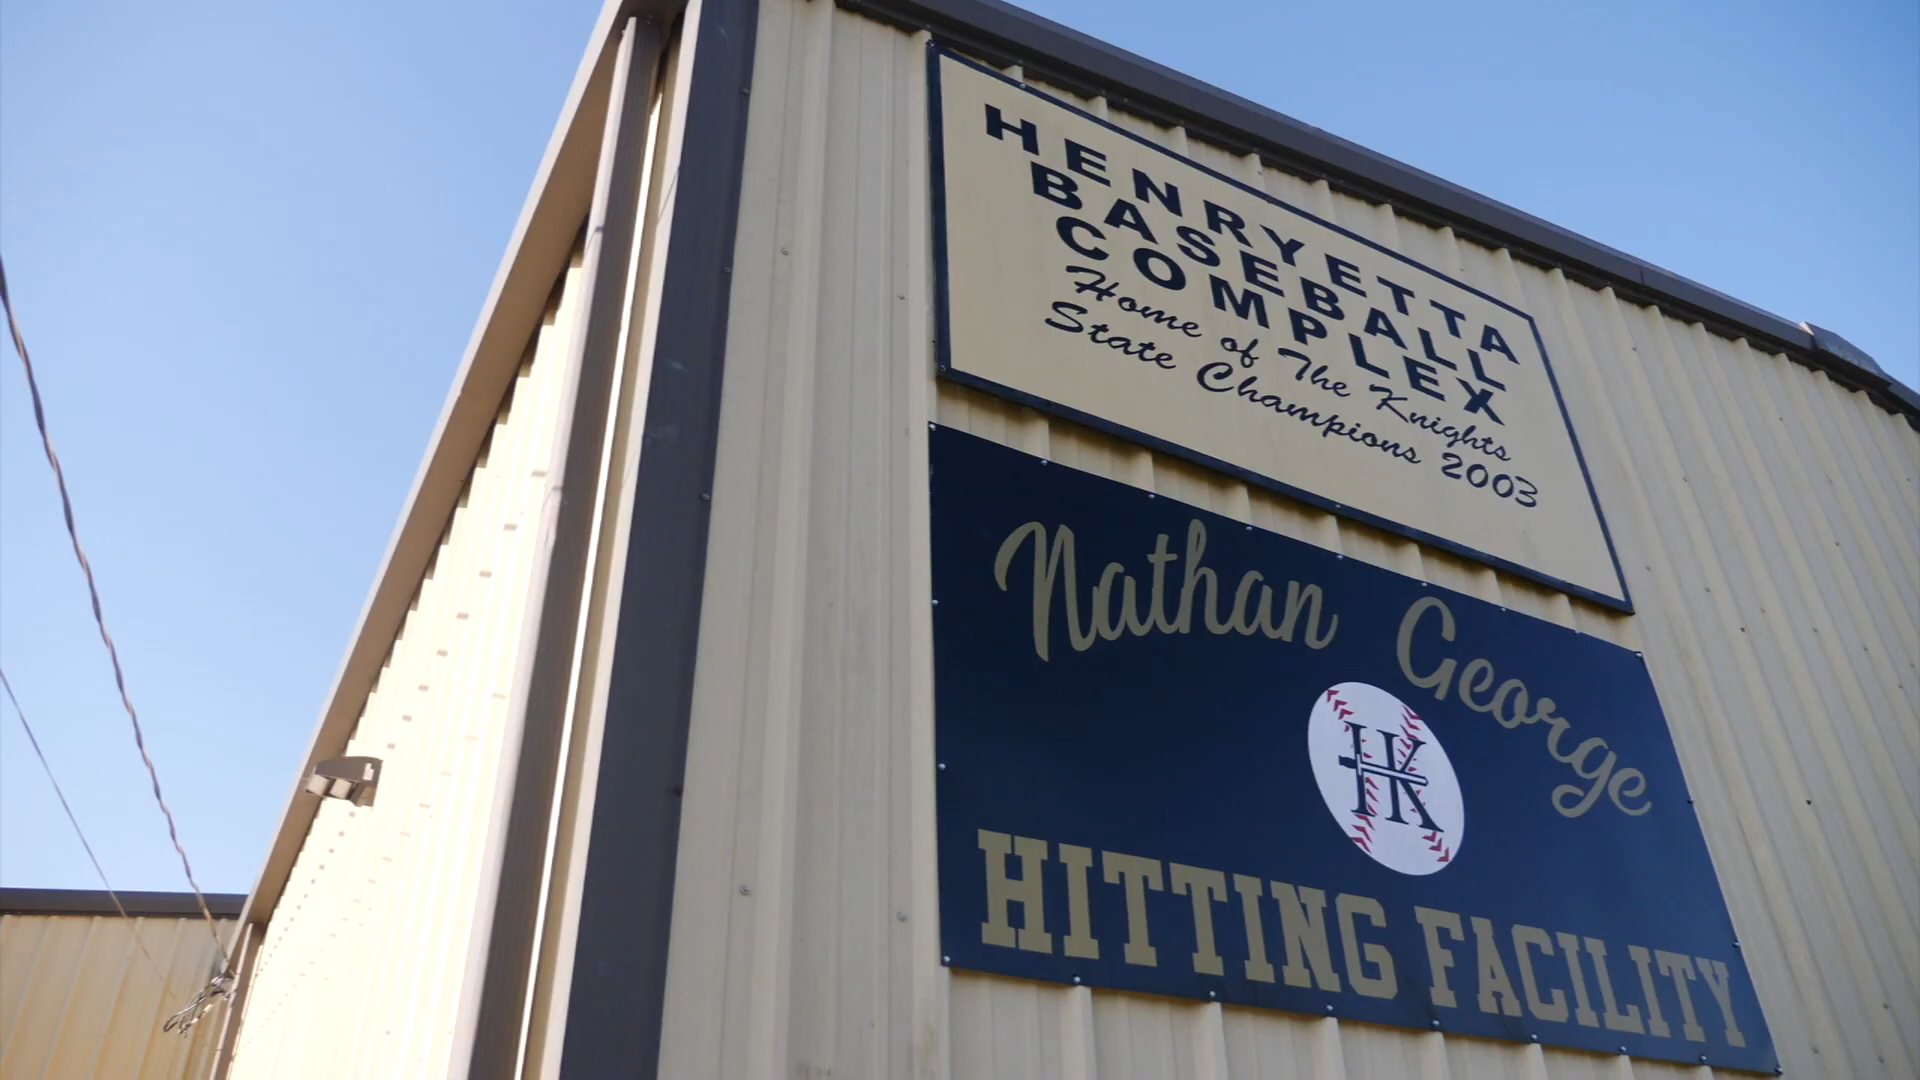 HENRYETTA
BASEBALL
COMPLEX
Home of The Knights
State Champions 2003
Nathan George
HK
HITTING FACILITY